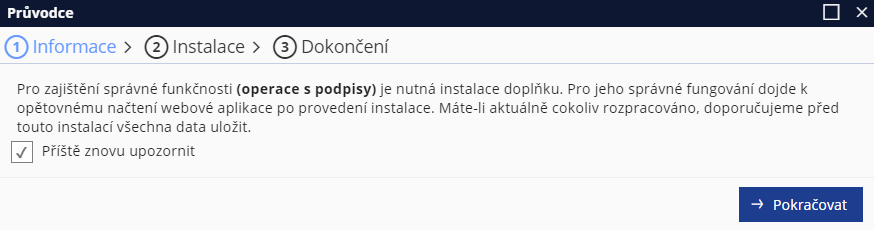 Průvodce
1 Informace > 2 Instalace > 3 Dokončení
Pro zajištění správné funkčnosti (operace s podpisy) je nutná instalace doplňku. Pro jeho správné fungování dojde k
opětovnému načtení webové aplikace po provedení instalace. Máte-li aktuálně cokoliv rozpracováno, doporučujeme před
touto instalací všechna data uložit.
Příště znovu upozornit
Pokračovat